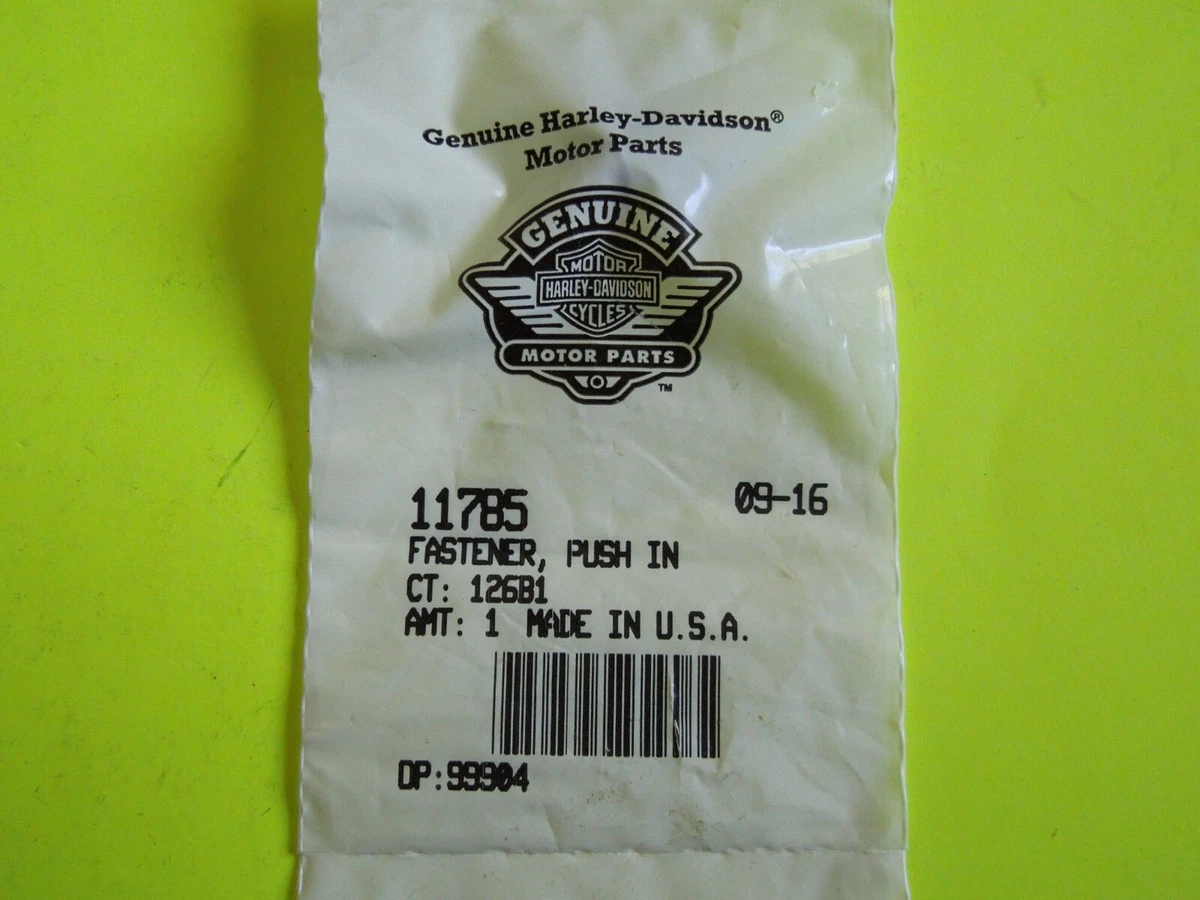 Genuine Harley-Davidson®
Motor Parts
GENUINE
MOTOR
HARLEY-DAVIDSON
CYCLES
MOTOR PARTS
TM
11785 09-16
FASTENER, PUSH IN
CT: 126B1
AMT: 1 MADE IN U.S.A.
DP:99904